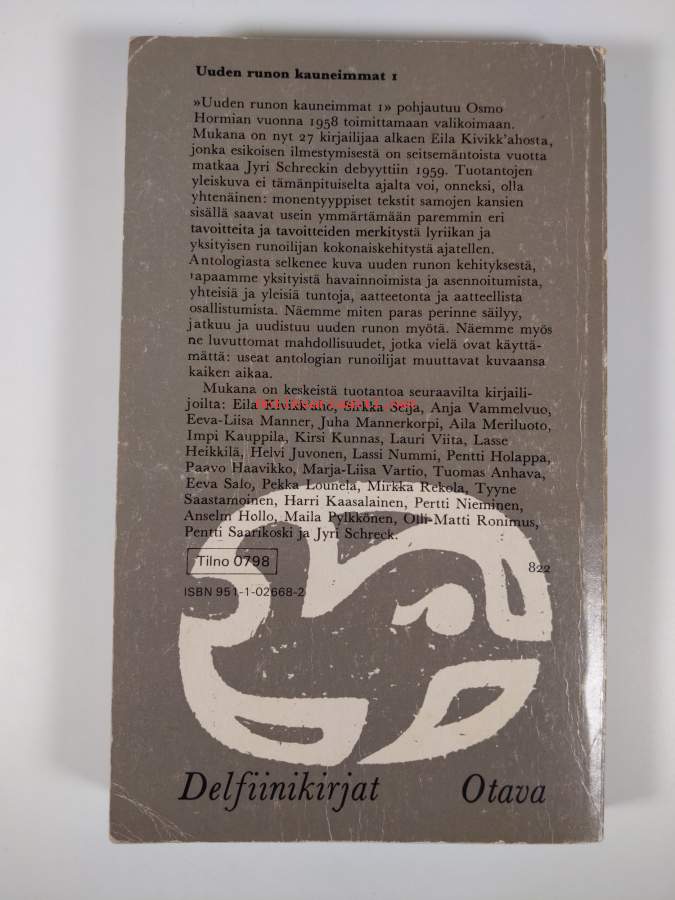 Uuden runon kauneimmat 1
»Uuden runon kauneimmat 1» pohjautuu Osmo
Hormian vuonna 1958 toimittamaan valikoimaan.
Mukana on nyt 27 kirjailijaa alkaen Eila Kivikk'ahosta,
jonka esikoisen ilmestymisestä on seitsemäntoista vuotta
matkaa Jyri Schreckin debyyttiin 1959. Tuotantojen
yleiskuva ei tämänpituiselta ajalta voi, onneksi, olla
yhtenäinen: monentyyppiset tekstit samojen kansien
sisällä saavat usein ymmärtämään paremmin eri
tavoitteita ja tavoitteiden merkitystä lyriikan ja
yksityisen runoilijan kokonaiskehitystä ajatellen.
Antologiasta selkenee kuva uuden runon kehityksestä,
tapaamme yksityistä havainnoimista ja asennoitumista,
yhteisiä ja yleisiä tuntoja, aatteetonta ja aatteellista
osallistumista. Näemme miten paras perinne säilyy,
jatkuu ja uudistuu uuden runon myötä. Näemme myös
ne luvuttomat mahdollisuudet, jotka vielä ovat käyttä-
mättä: useat antologian runoilijat muuttavat kuvaansa
kaiken aikaa.
Mukana on keskeistä tuotantoa seuraavilta kirjaili-
joilta: Eila Kivikk'aho, Sirkka Selja, Anja Vammelvuo,
Eeva-Liisa Manner, Juha Mannerkorpi, Aila Meriluoto,
Impi Kauppila, Kirsi Kunnas, Lauri Viita, Lasse
Heikkilä, Helvi Juvonen, Lassi Nummi, Pentti Holappa,
Paavo Haavikko, Marja-Liisa Vartio, Tuomas Anhava,
Eeva Salo, Pekka Lounela, Mirkka Rekola, Tyyne
Saastamoinen, Harri Kaasalainen, Pertti Nieminen,
Anselm Hollo, Maila Pylkkönen, Olli-Matti Ronimus,
Pentti Saarikoski ja Jyri Schreck.
Tilno 0798
822
ISBN 951-1-02668-2
Delfiinikirjat Otava